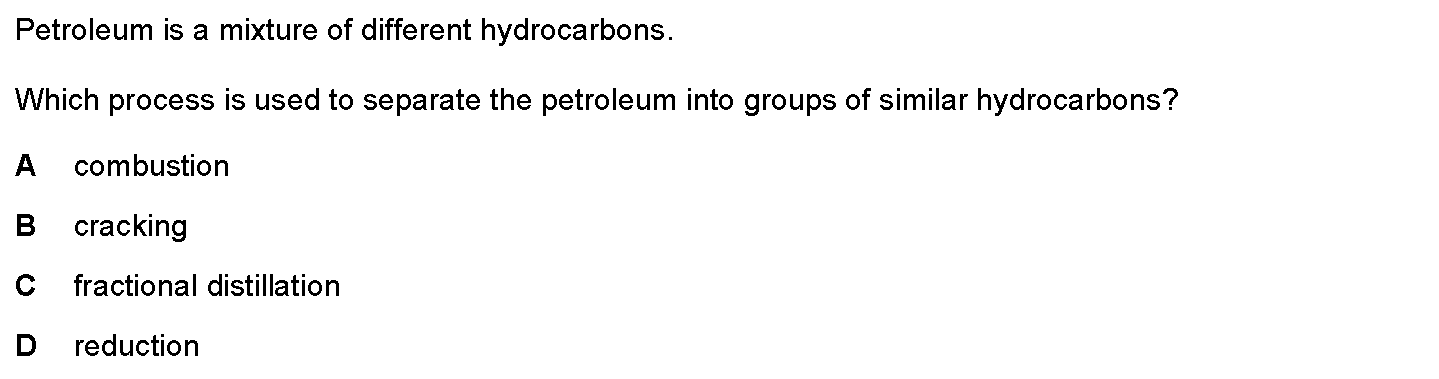 Petroleum is a mixture of different hydrocarbons.
Which process is used to separate the petroleum into groups of similar hydrocarbons?
A combustion
B cracking
C fractional distillation
D reduction